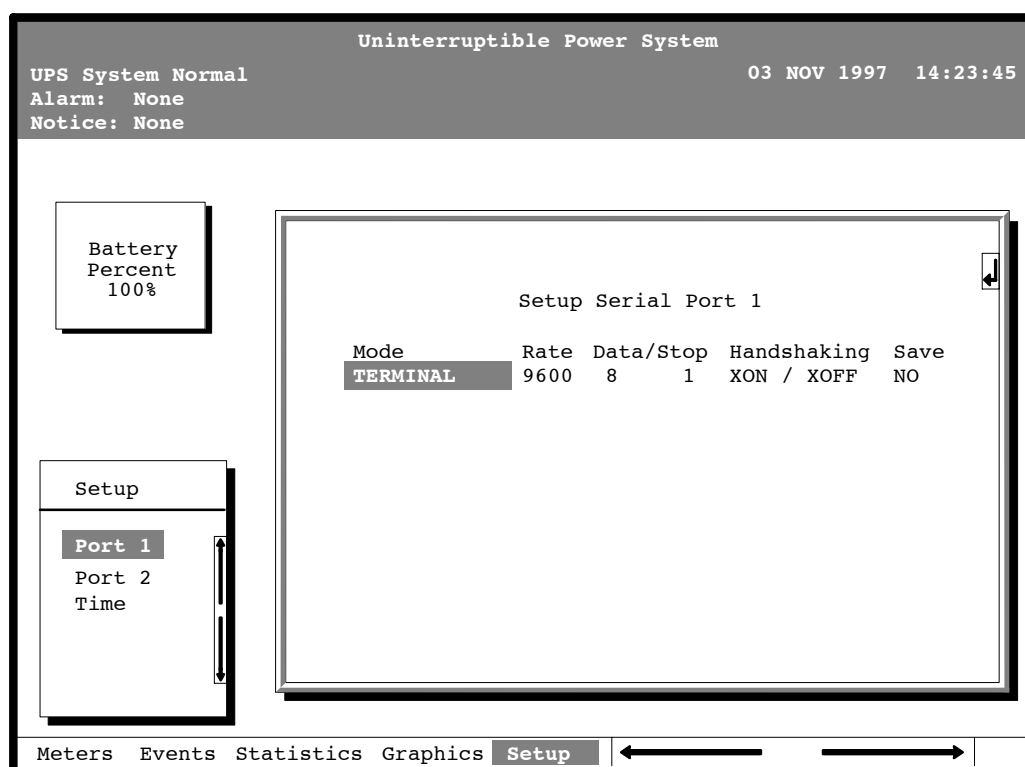 Uninterruptible Power System
UPS System Normal 03 NOV 1997 14:23:45
Alarm: None
Notice: None
Battery
Percent
100%
Setup Serial Port 1
Mode Rate Data/Stop Handshaking Save
TERMINAL 9600 8 1 XON / XOFF NO
Setup
Port 1
Port 2
Time
Meters Events Statistics Graphics Setup